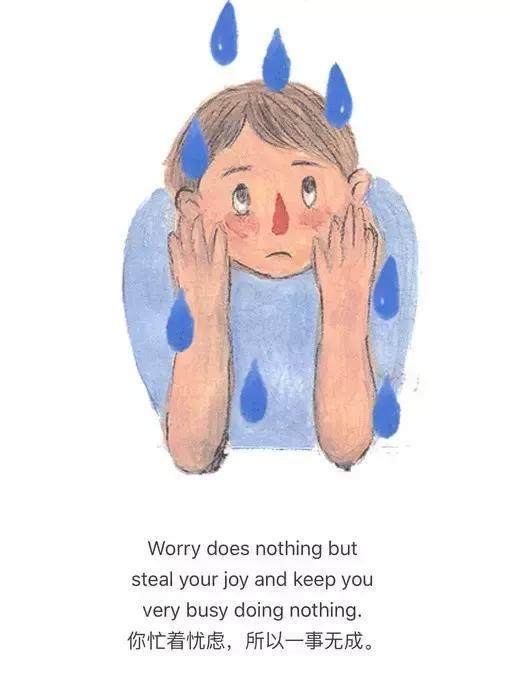 Worry does nothing but
steal your joy and keep you
very busy doing nothing.
你忙着忧虑，所以一事无成。